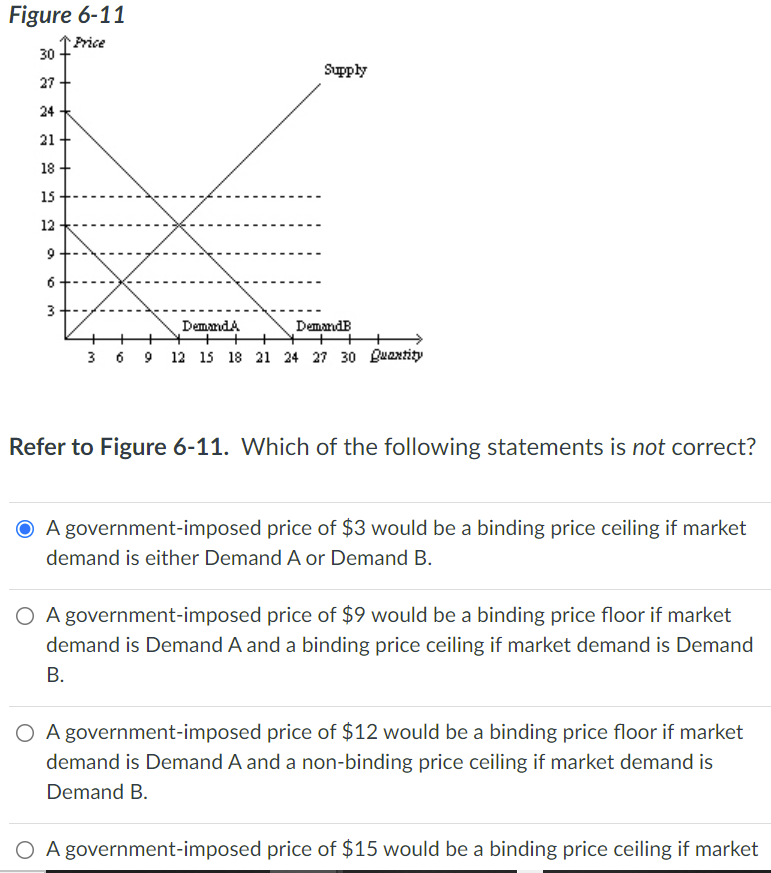 Figure 6-11
Price
30
Supply
27
24
21
18
15
12
9
6
3
DemandA DemandB
3 6 9 12 15 18 21 24 27 30 Quantity
Refer to Figure 6-11. Which of the following statements is not correct?
A government-imposed price of $3 would be a binding price ceiling if market
demand is either Demand A or Demand B.
A government-imposed price of $9 would be a binding price floor if market
demand is Demand A and a binding price ceiling if market demand is Demand
B.
A government-imposed price of $12 would be a binding price floor if market
demand is Demand A and a non-binding price ceiling if market demand is
Demand B.
A government-imposed price of $15 would be a binding price ceiling if market